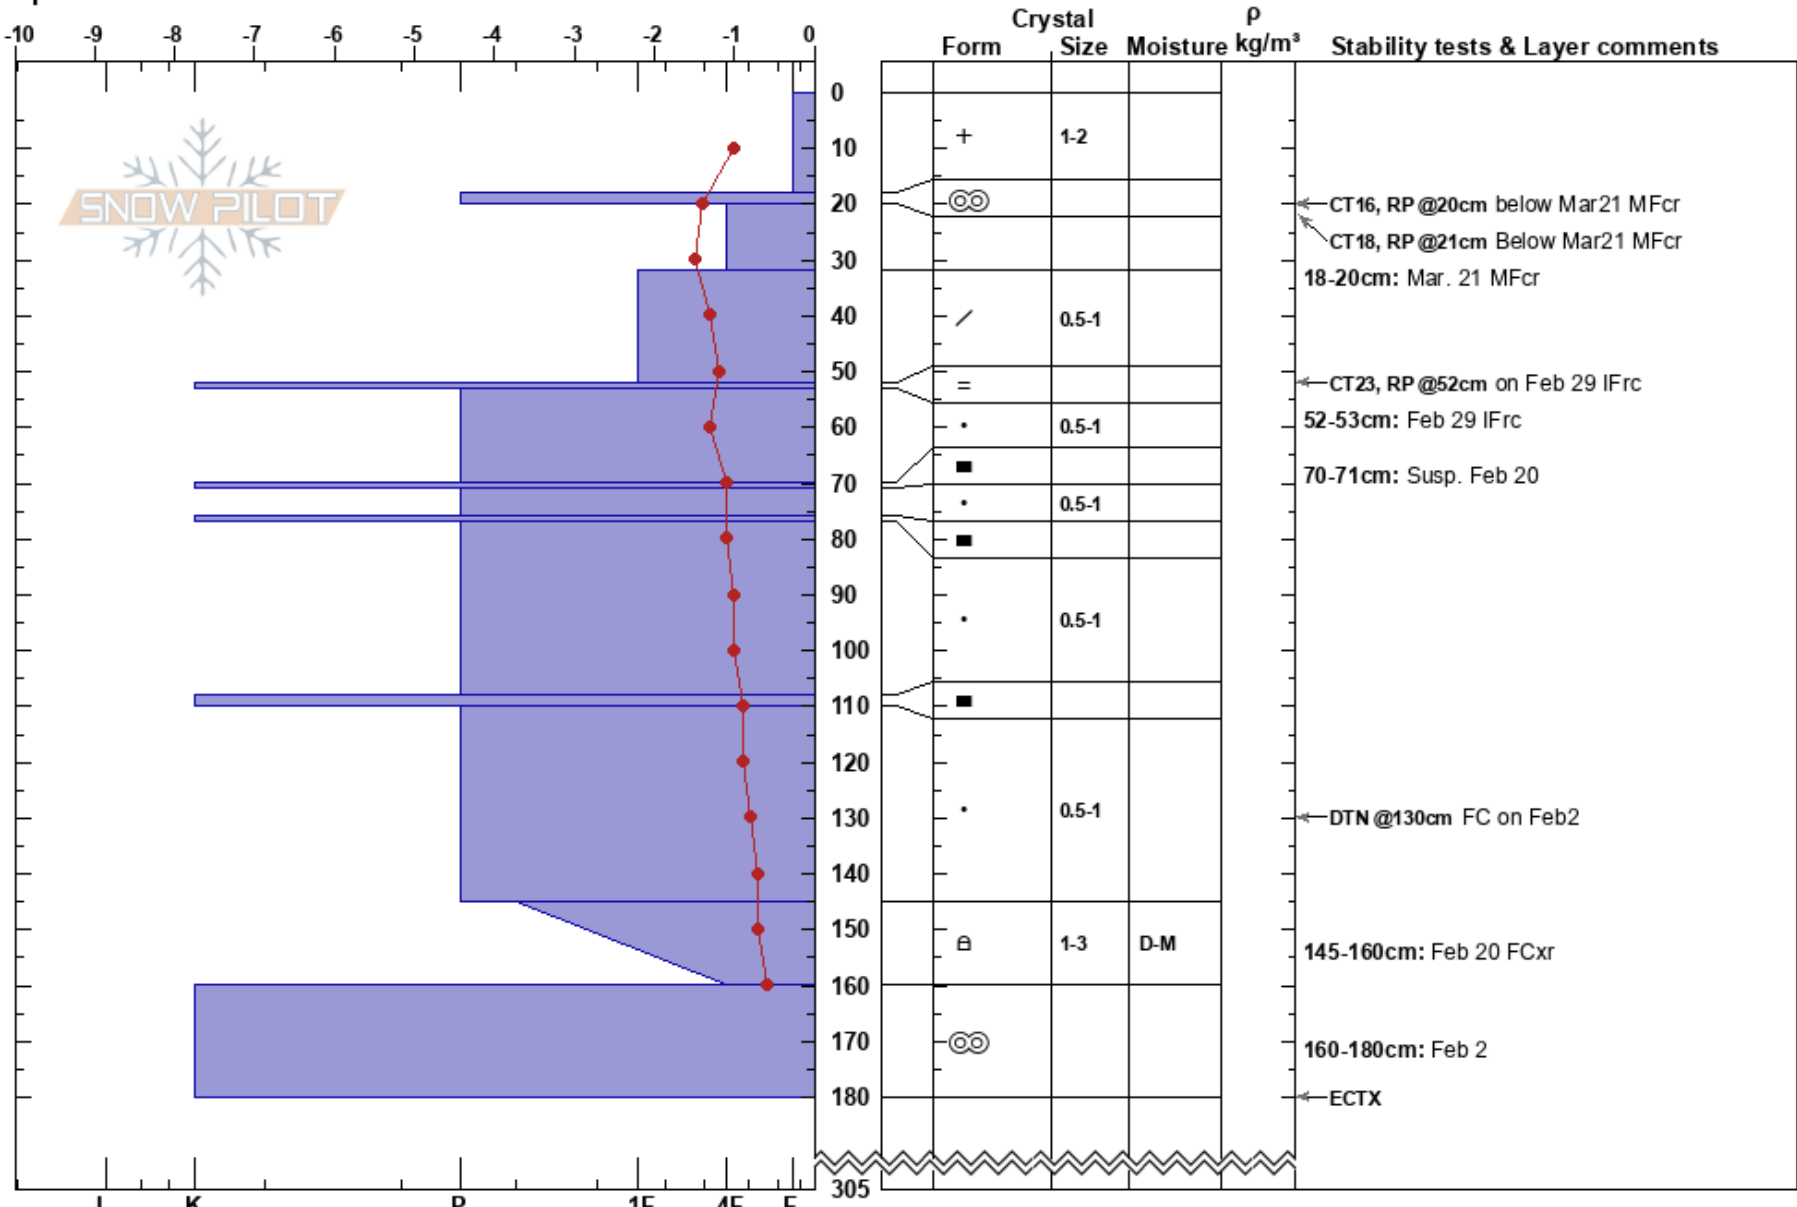 Crystal ρ
-10 -9 -8 -7 -6 -5 -4 -3 -2 -1 0
Form Size Moisture kg/m³ Stability tests & Layer comments
0
+ 1-2
10
SNOW PILOT
20
CT16, RP @20cm below Mar21 MFcr
CT18, RP @21cm Below Mar21 MFcr
30
18-20cm: Mar. 21 MFcr
40
/ 0.5-1
50
= CT23, RP @52cm on Feb 29 IFrc
52-53cm: Feb 29 IFrc
60
• 0.5-1
70
70-71cm: Susp. Feb 20
• 0.5-1
80
90
• 0.5-1
100
110
120
• 0.5-1
130
DTN @130cm FC on Feb2
140
150
1-3 D-M
145-160cm: Feb 20 FCxr
160
170
160-180cm: Feb 2
180
ECTX
305
I K P 1F 4F F